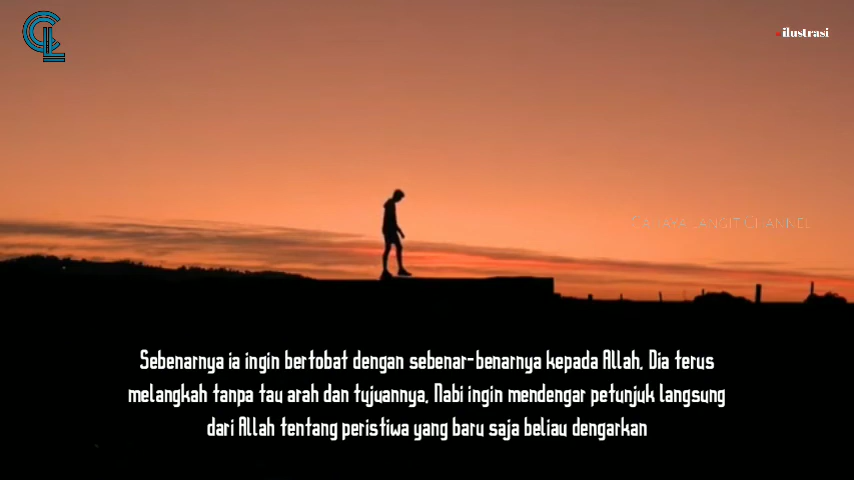 CL
ilustrasi
CAHAYA LANGIT CHANNEL
Sebenarnya ia ingin bertobat dengan sebenar-benarnya kepada Allah. Dia terus
melangkah tanpa tau arah dan tujuannya. Nabi ingin mendengar petunjuk langsung
dari Allah tentang peristiwa yang baru saja beliau dengarkan